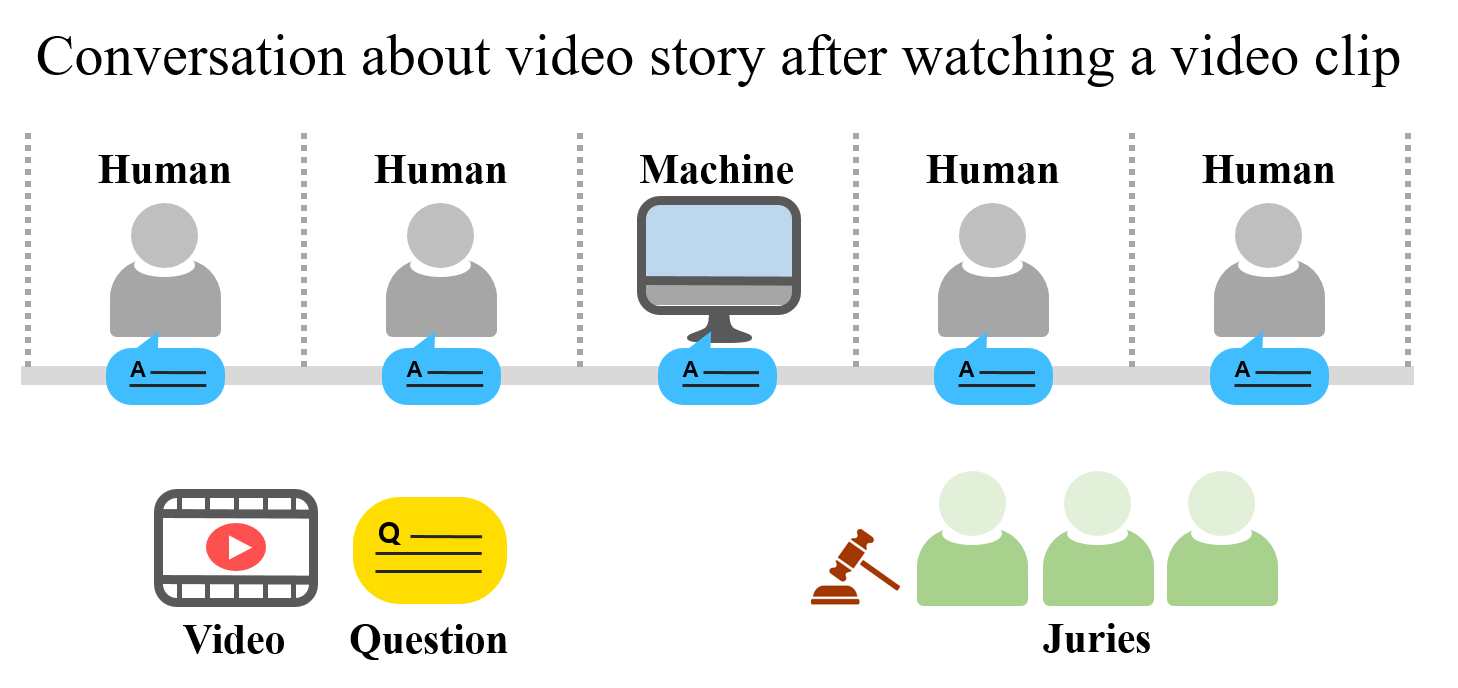 Conversation about video story after watching a video clip
Human Human Machine Human Human
A A A A A
Q
Video Question Juries